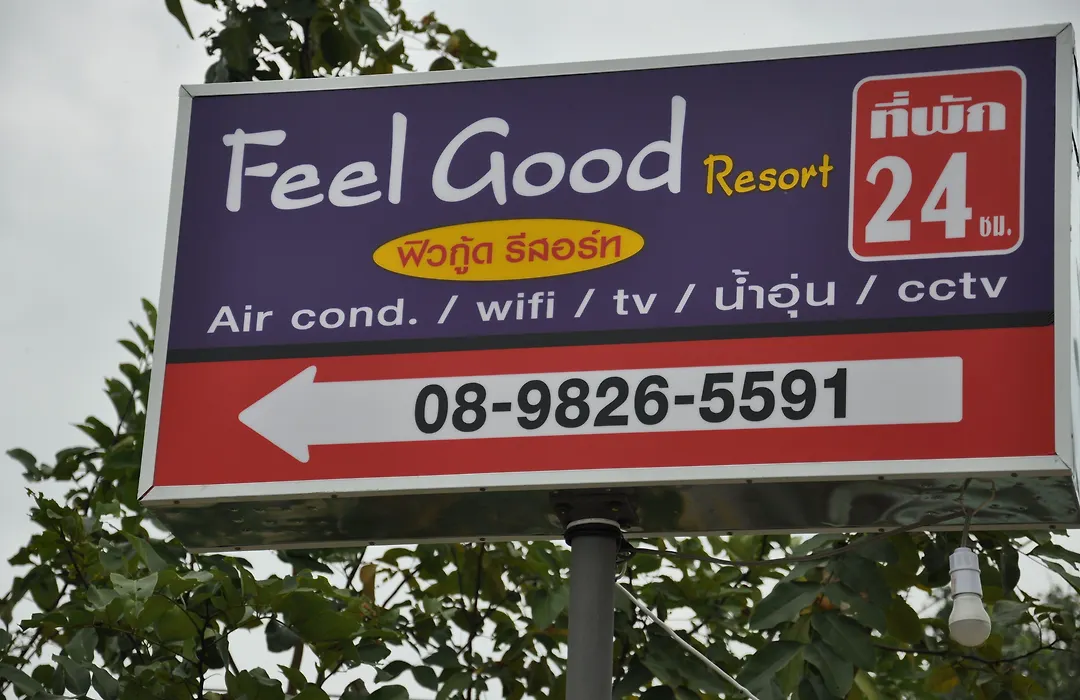 Feel Good Resort
ที่พัก
24 ชม.
ฟิวกู้ด รีสอร์ท
Air cond. / wifi / tv / น้ำอุ่น / cctv
08-9826-5591